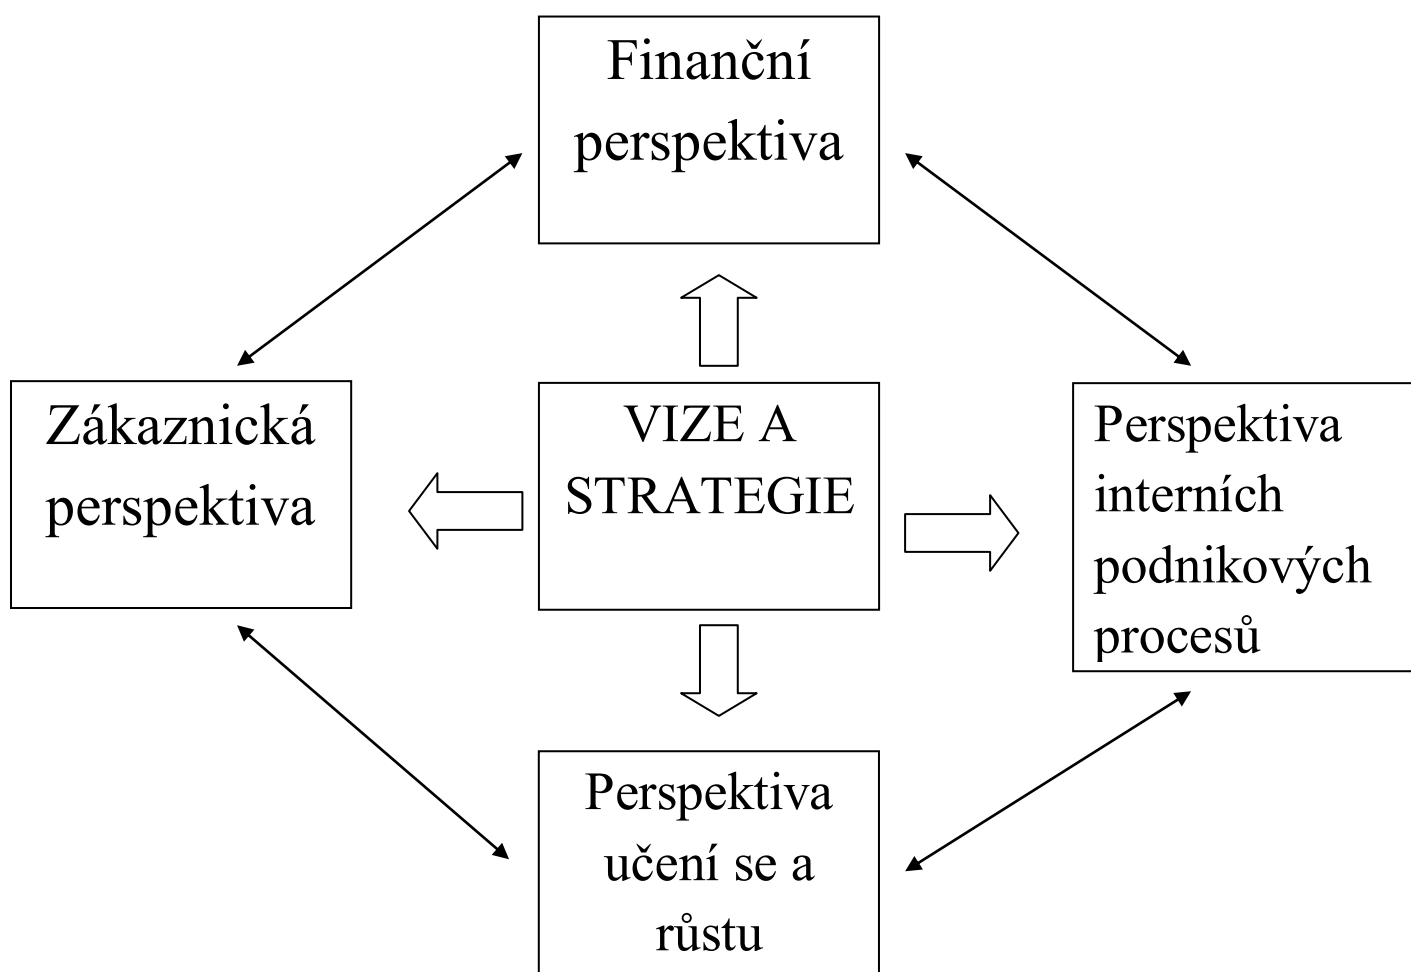 Finanční
perspektiva
Zákaznická
perspektiva
VIZE A
STRATEGIE
Perspektiva
interních
podnikových
procesů
Perspektiva
učení se a
růstu